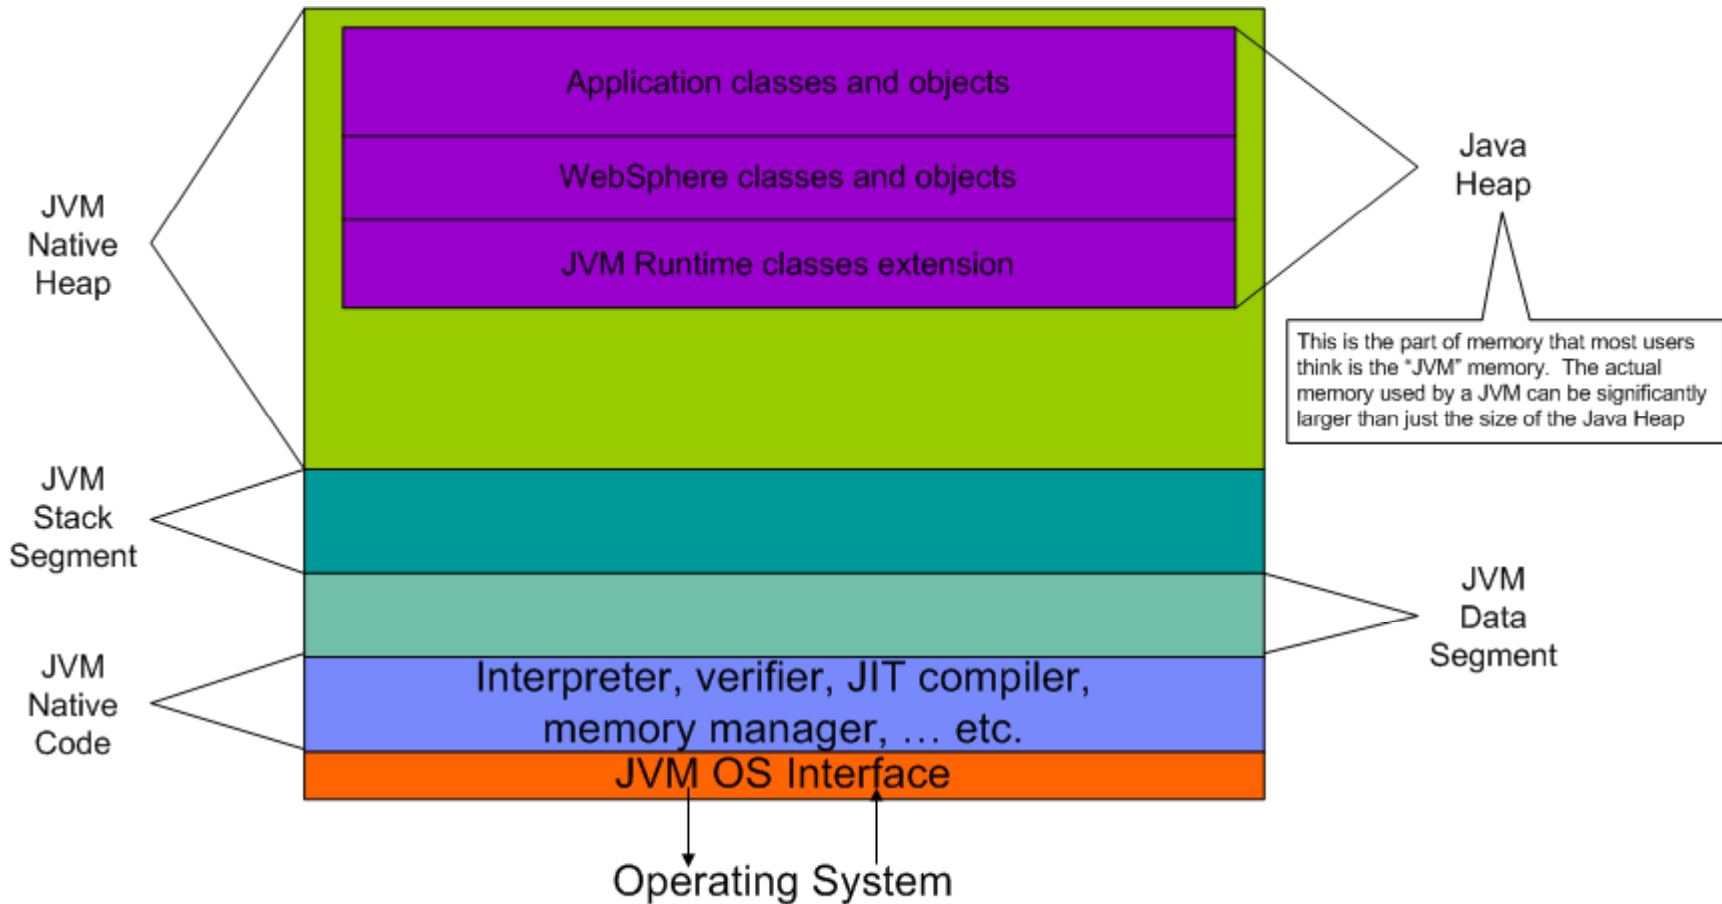 Application classes and objects
WebSphere classes and objects
JVM Runtime classes extension
Java
Heap
JVM
Native
Heap
This is the part of memory that most users
think is the “JVM” memory.  The actual
memory used by a JVM can be significantly
larger than just the size of the Java Heap
JVM
Stack
Segment
JVM
Data
Segment
JVM
Native
Code
Interpreter, verifier, JIT compiler,
memory manager, … etc.
JVM OS Interface
Operating System